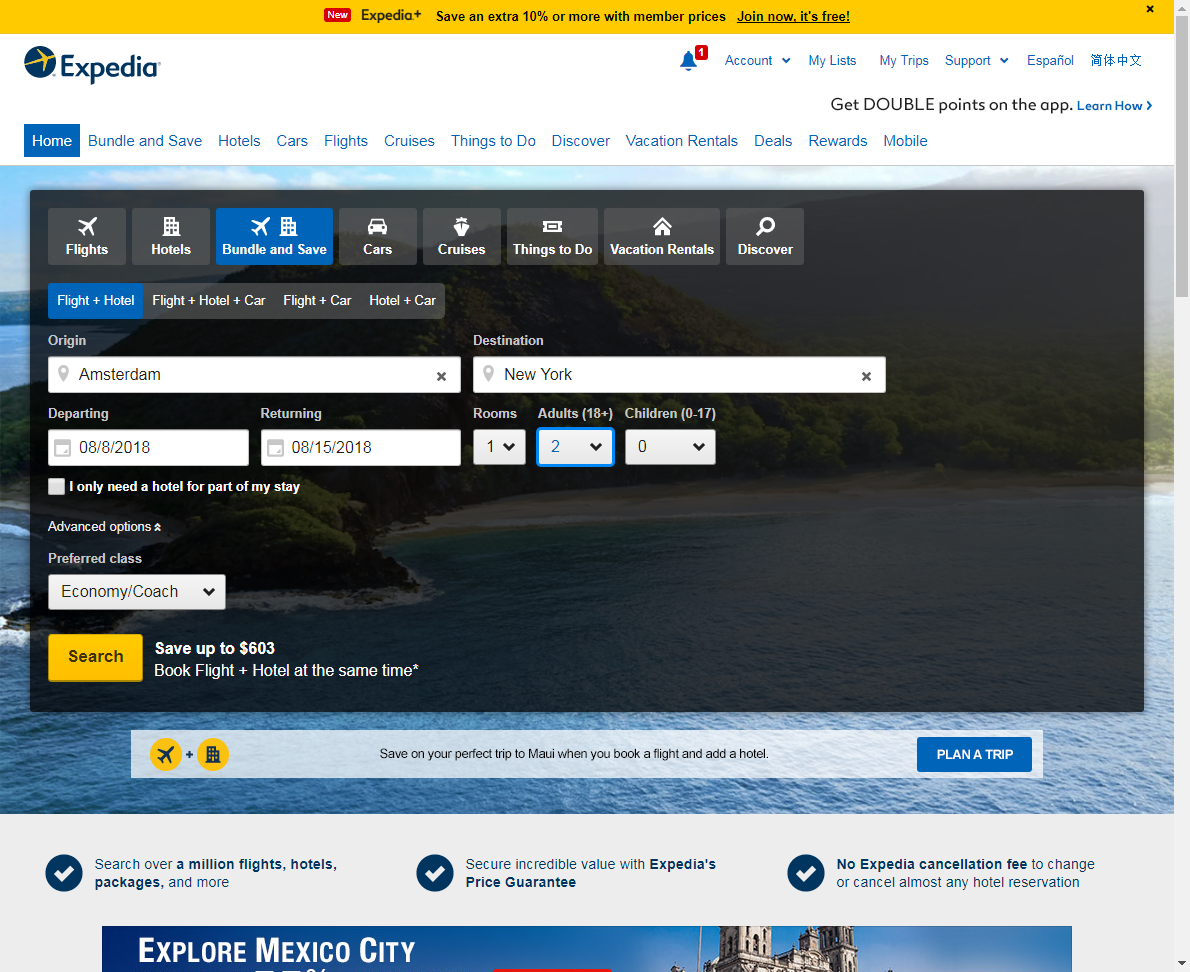 New Expedia+ Save an extra 10% or more with member prices Join now, it's free!
Expedia
1 Account My Lists My Trips Support Español 简体中文
Get DOUBLE points on the app. Learn How
Home Bundle and Save Hotels Cars Flights Cruises Things to Do Discover Vacation Rentals Deals Rewards Mobile
Flights Hotels Bundle and Save Cars Cruises Things to Do Vacation Rentals Discover
Flight + Hotel Flight + Hotel + Car Flight + Car Hotel + Car
Origin Destination
Amsterdam New York
Departing Returning Rooms Adults (18+) Children (0-17)
08/8/2018 08/15/2018 1 2 0
I only need a hotel for part of my stay
Advanced options
Preferred class
Economy/Coach
Search
Save up to $603
Book Flight + Hotel at the same time*
+ Save on your perfect trip to Maui when you book a flight and add a hotel. PLAN A TRIP
Search over a million flights, hotels,
packages, and more
Secure incredible value with Expedia's
Price Guarantee
No Expedia cancellation fee to change
or cancel almost any hotel reservation
EXPLORE MEXICO CITY